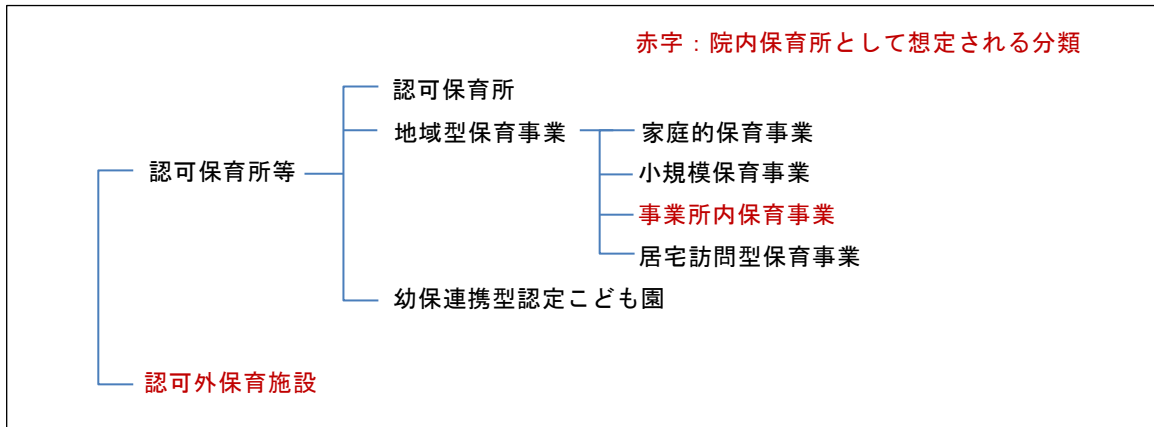 赤字：院内保育所として想定される分類
認可保育所
地域型保育事業
家庭的保育事業
小規模保育事業
認可保育所等
事業所内保育事業
居宅訪問型保育事業
幼保連携型認定こども園
認可外保育施設